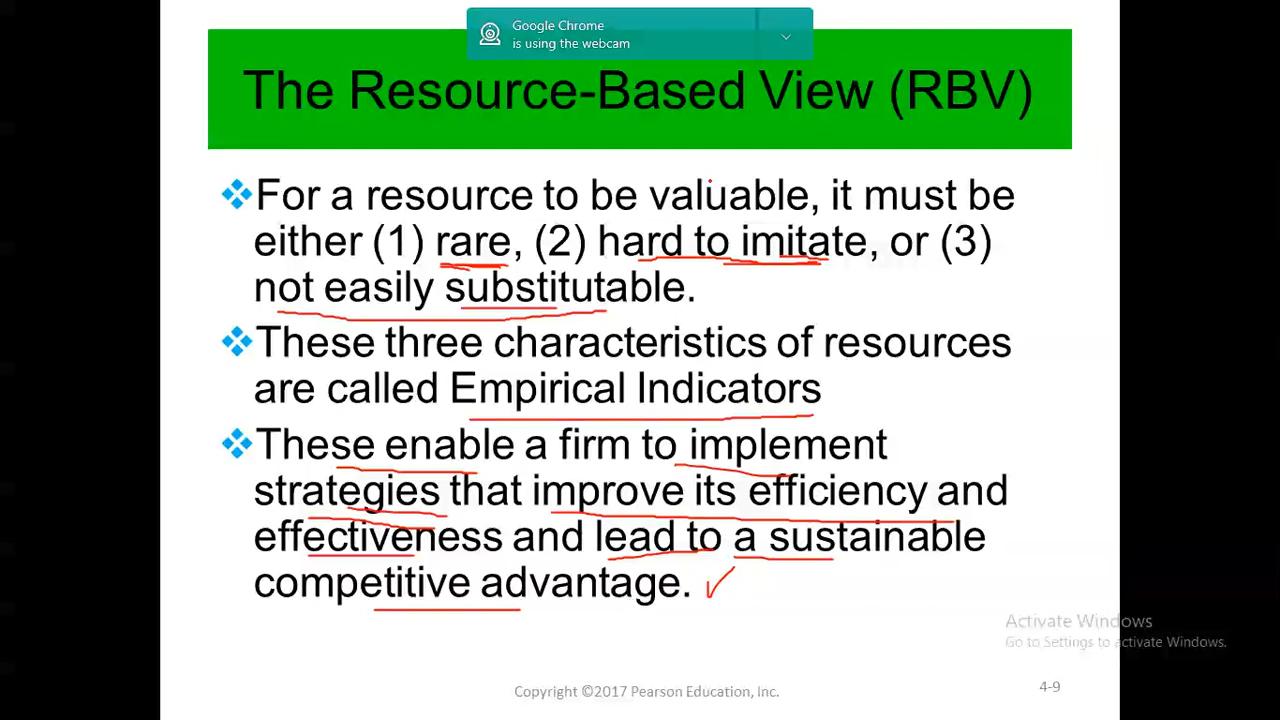 Google Chrome
is using the webcam
The Resource-Based View (RBV)
For a resource to be valuable, it must be
either (1) rare, (2) hard to imitate, or (3)
not easily substitutable.
These three characteristics of resources
are called Empirical Indicators
These enable a firm to implement
strategies that improve its efficiency and
effectiveness and lead to a sustainable
competitive advantage.
Activate Windows
Go to Settings to activate Windows.
Copyright ©2017 Pearson Education, Inc.
4-9